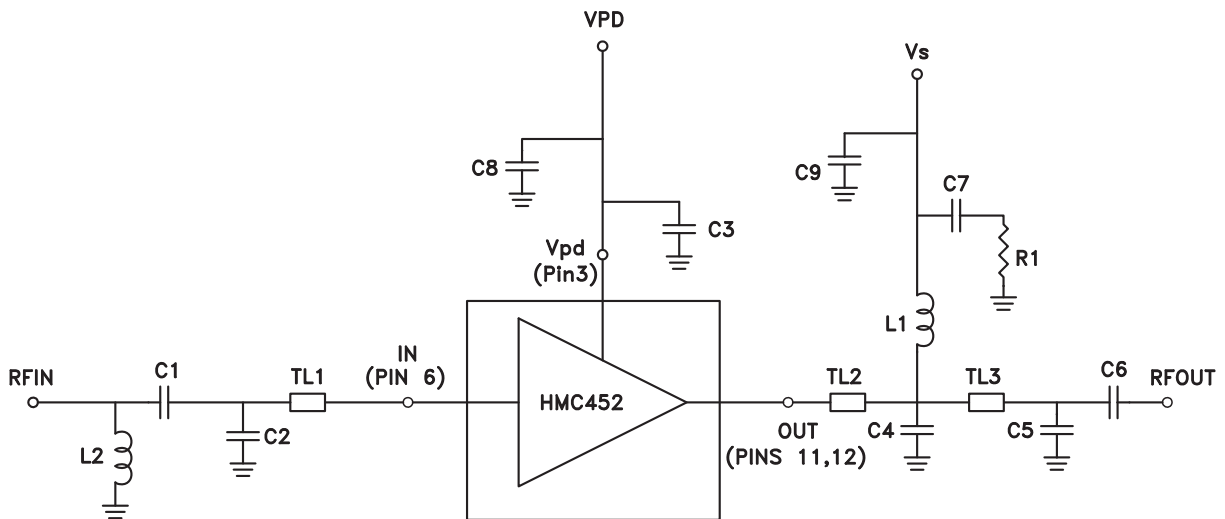 VPD
Vs
C8
C9
C7
C3
Vpd
(Pin3)
R1
L1
RFIN
C1
TL1
IN
(PIN 6)
HMC452
TL2
TL3
C6
RFOUT
L2
C2
OUT
(PINS 11,12)
C4
C5